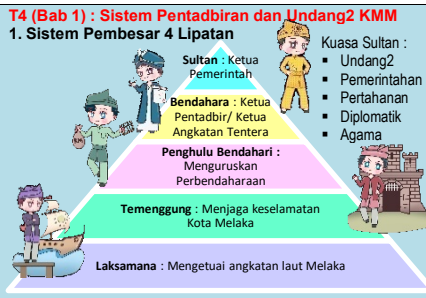 T4 (Bab 1) : Sistem Pentadbiran dan Undang2 KMM
1. Sistem Pembesar 4 Lipatan
Sultan : Ketua
Pemerintah
Bendahara : Ketua
Pentadbir/ Ketua
Angkatan Tentera
Penghulu Bendahari :
Menguruskan
Perbendaharaan
Temenggung : Menjaga keselamatan
Kota Melaka
Laksamana : Mengetuai angkatan laut Melaka
Kuasa Sultan :
▪ Undang2
▪ Pemerintahan
▪ Pertahanan
▪ Diplomatik
▪ Agama